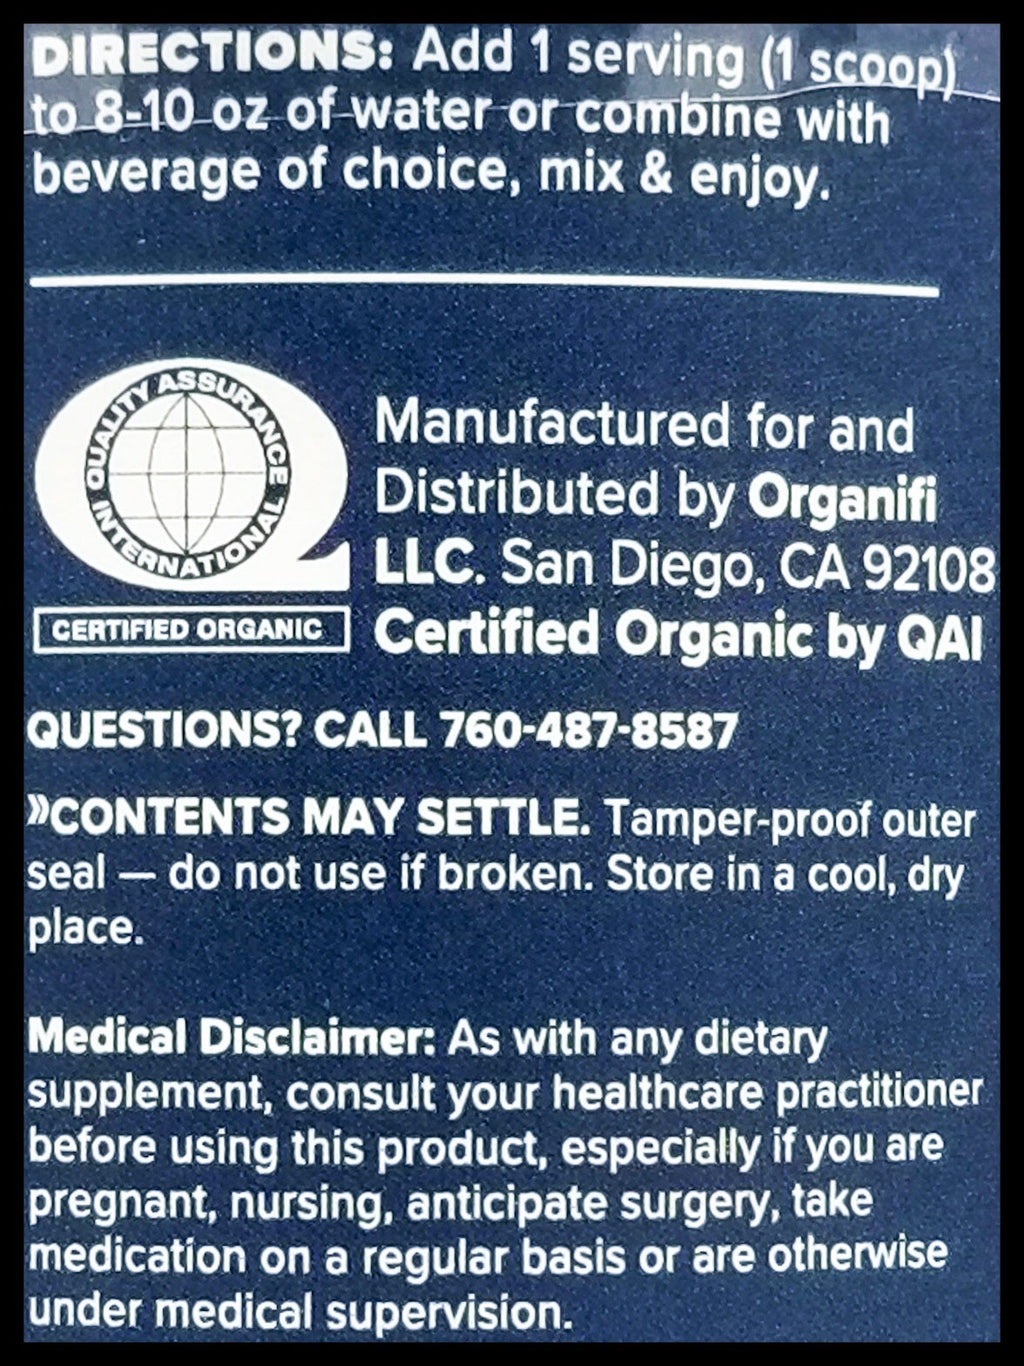 DIRECTIONS: Add 1 serving (1 scoop)
to 8-10 oz of water or combine with
beverage of choice, mix & enjoy.
QUALITY ASSURANCE
INTERNATIONAL
CERTIFIED ORGANIC
Manufactured for and
Distributed by Organifi
LLC. San Diego, CA 92108
Certified Organic by QAI
QUESTIONS? CALL 760-487-8587
»CONTENTS MAY SETTLE. Tamper-proof outer
seal — do not use if broken. Store in a cool, dry
place.
Medical Disclaimer: As with any dietary
supplement, consult your healthcare practitioner
before using this product, especially if you are
pregnant, nursing, anticipate surgery, take
medication on a regular basis or are otherwise
under medical supervision.